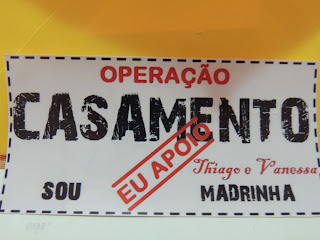 OPERAÇÃO
CASAMENTO
EU APOIO
Thiago e Vanessa
SOU MADRINHA